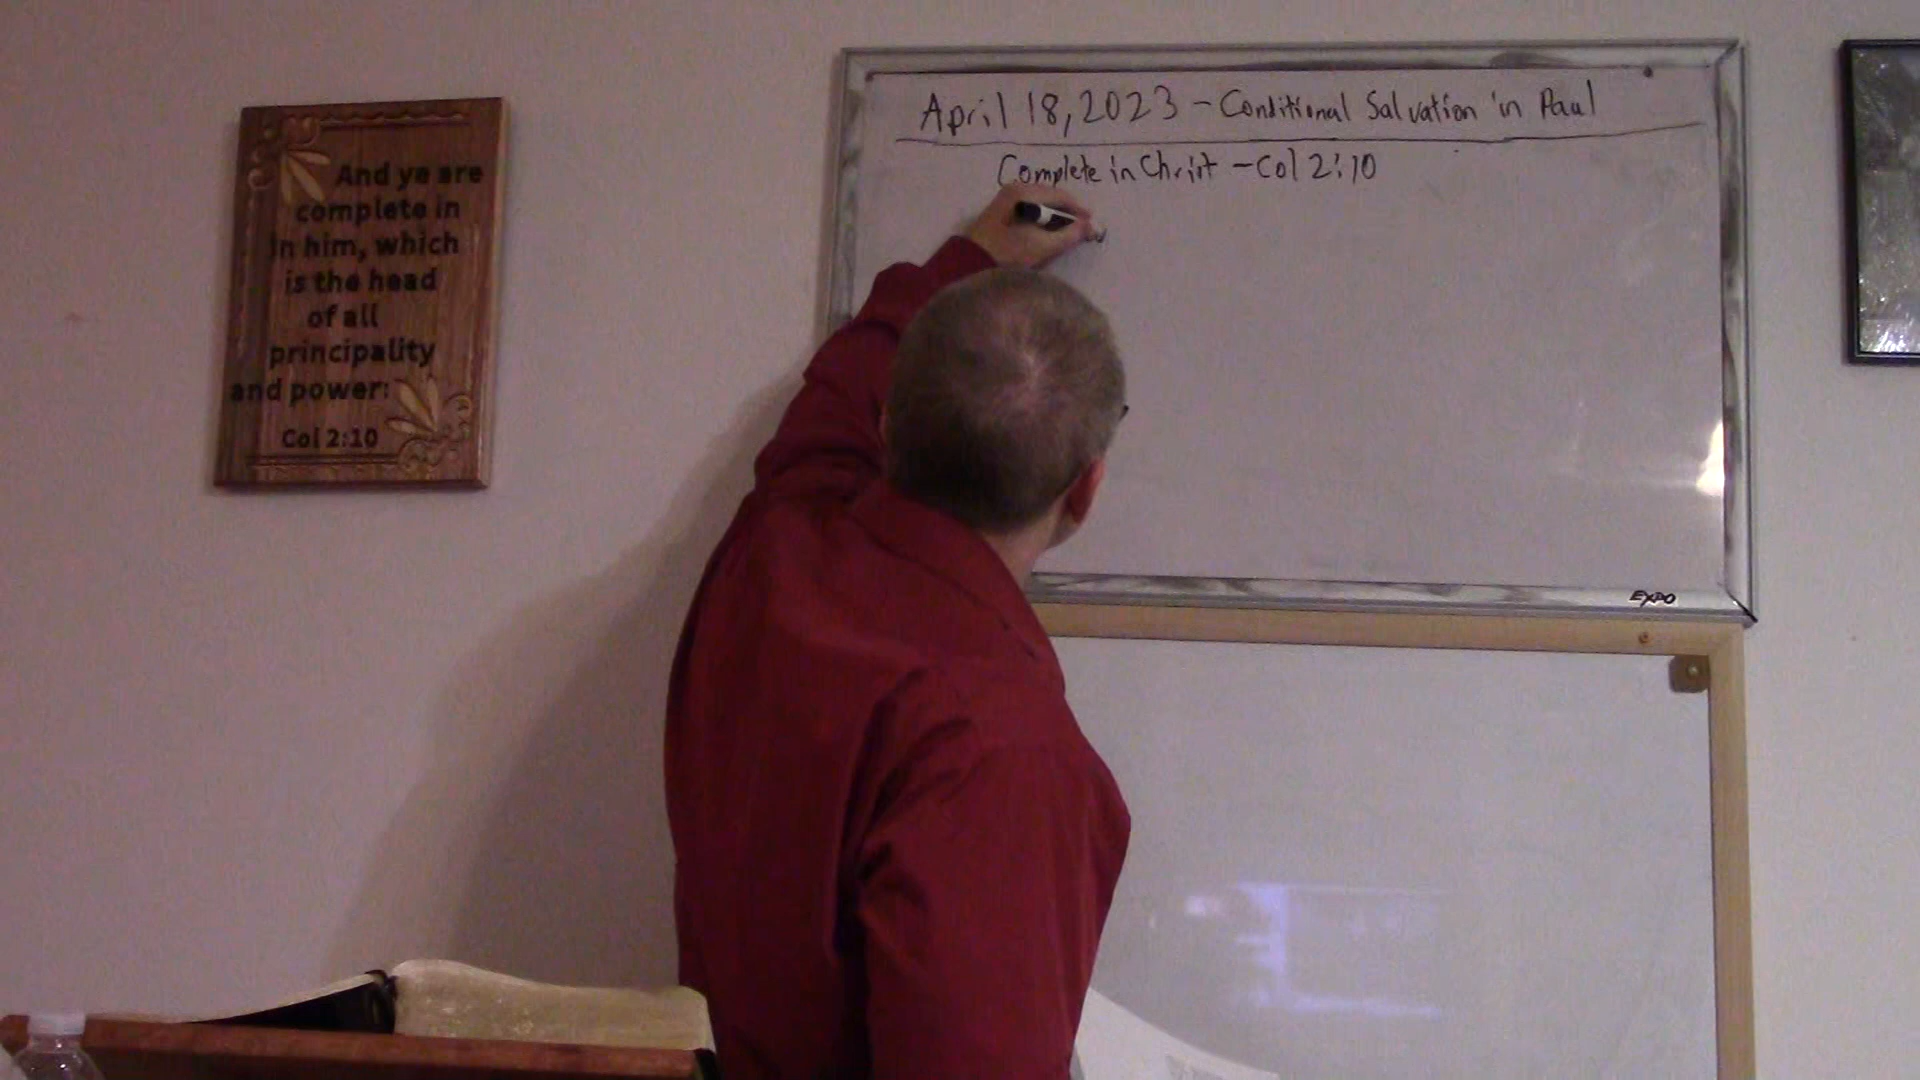 And ye are
complete in
in him, which
is the head
of all
principality
and power:
Col 2:10
April 18, 2023 - Conditional Salvation in Paul
Complete in Christ - Col 2:10
EXPO